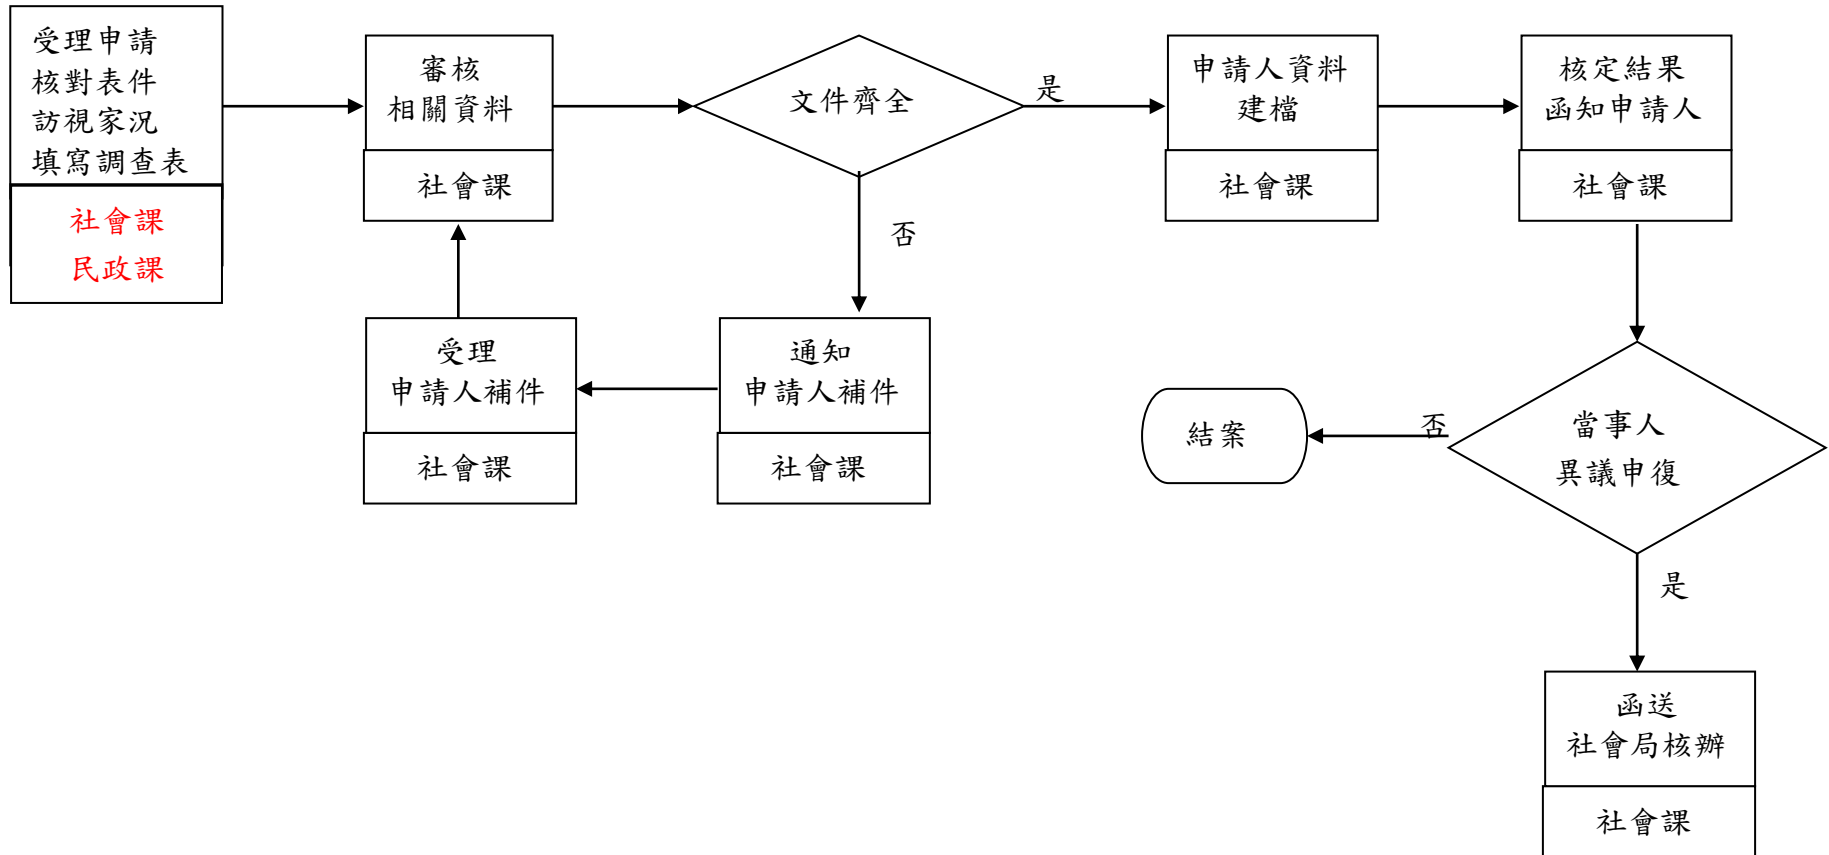 受理申請
核對表件
訪視家況
填寫調查表
社會課
民政課
審核
相關資料
社會課
文件齊全
是
否
申請人資料
建檔
社會課
核定結果
函知申請人
社會課
受理
申請人補件
社會課
通知
申請人補件
社會課
結案
否
當事人
異議申復
是
函送
社會局核辦
社會課